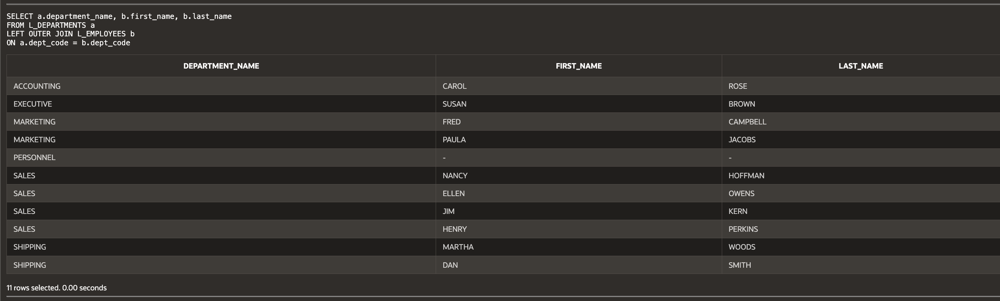 SELECT a.department_name, b.first_name, b.last_name
FROM L_DEPARTMENTS a
LEFT OUTER JOIN L_EMPLOYEES b
ON a.dept_code = b.dept_code
DEPARTMENT_NAME FIRST_NAME LAST_NAME
ACCOUNTING CAROL ROSE
EXECUTIVE SUSAN BROWN
MARKETING FRED CAMPBELL
MARKETING PAULA JACOBS
PERSONNEL - -
SALES NANCY HOFFMAN
SALES ELLEN OWENS
SALES JIM KERN
SALES HENRY PERKINS
SHIPPING MARTHA WOODS
SHIPPING DAN SMITH
11 rows selected. 0.00 seconds